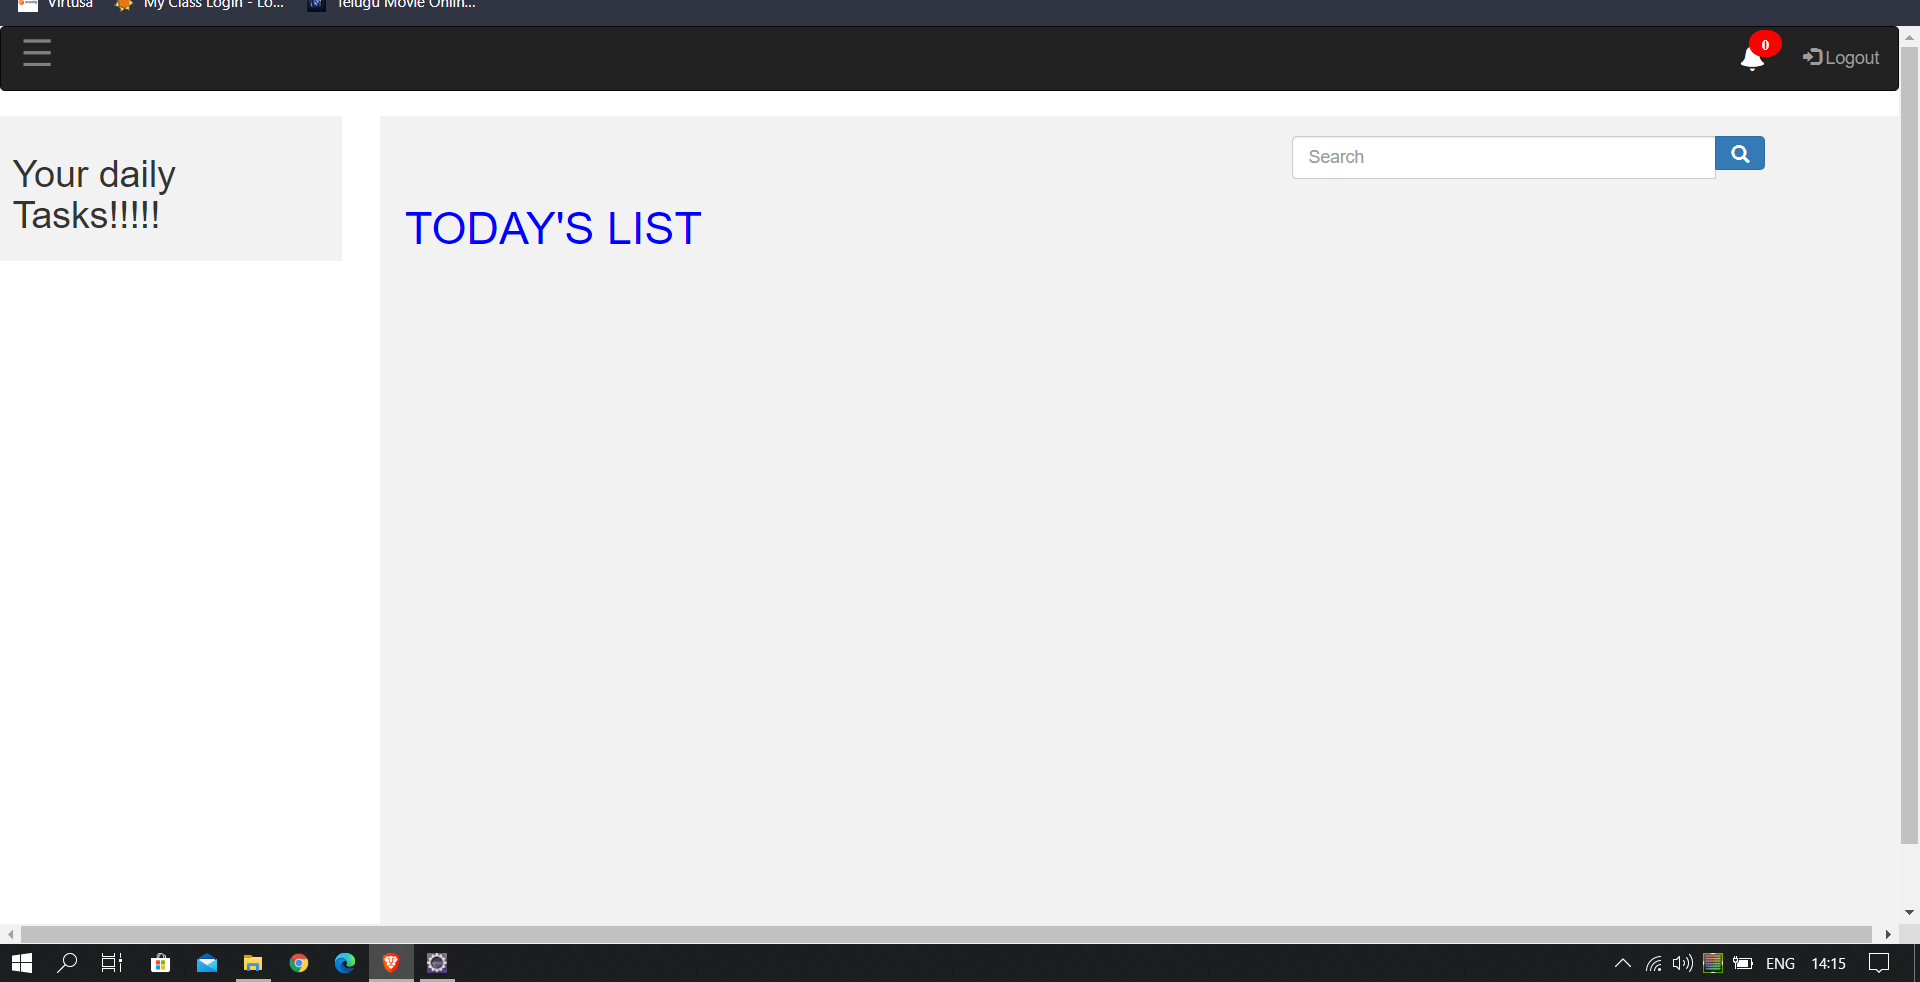 Virtusa My Class Login - Lo... Telugu Movie Onlin...
☰ 0 Logout
Your daily
Tasks!!!!!
Search
TODAY'S LIST
ENG 14:15